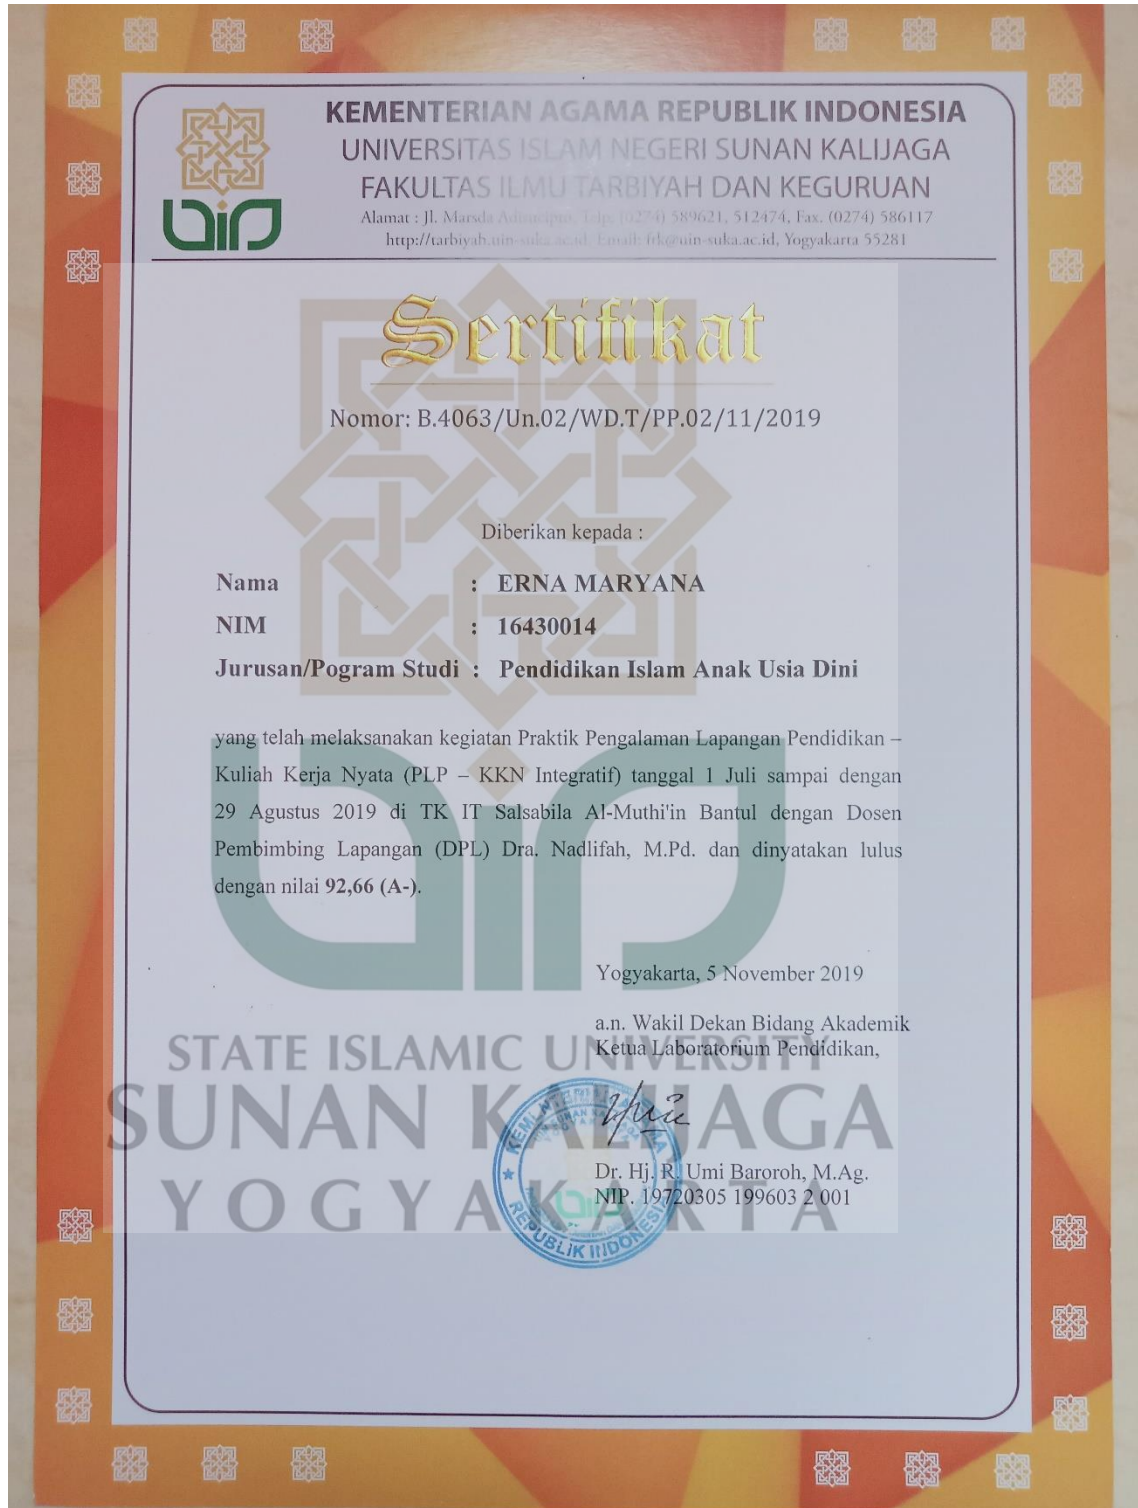 KEMENTERIAN AGAMA REPUBLIK INDONESIA
UNIVERSITAS ISLAM NEGERI SUNAN KALIJAGA
FAKULTAS ILMU TARBIYAH DAN KEGURUAN
Alamat : Jl. Marsda Adisucipto, Telp. (0274) 589621, 512474, Fax. (0274) 586117
http://tarbiyah.uin-suka.ac.id, Email: ftk@uin-suka.ac.id, Yogyakarta 55281
uin
Sertifikat
Nomor: B.4063/Un.02/WD.T/PP.02/11/2019
Diberikan kepada :
Nama : ERNA MARYANA
NIM : 16430014
Jurusan/Pogram Studi : Pendidikan Islam Anak Usia Dini
yang telah melaksanakan kegiatan Praktik Pengalaman Lapangan Pendidikan –
Kuliah Kerja Nyata (PLP – KKN Integratif) tanggal 1 Juli sampai dengan
29 Agustus 2019 di TK IT Salsabila Al-Muthi'in Bantul dengan Dosen
Pembimbing Lapangan (DPL) Dra. Nadlifah, M.Pd. dan dinyatakan lulus
dengan nilai 92,66 (A-).
Yogyakarta, 5 November 2019
a.n. Wakil Dekan Bidang Akademik
Ketua Laboratorium Pendidikan,
Dr. Hj. R. Umi Baroroh, M.Ag.
NIP. 19720305 199603 2 001
REPUBLIK INDONESIA
uin
STATE ISLAMIC UNIVERSITY
SUNAN KALIJAGA
YOGYAKARTA